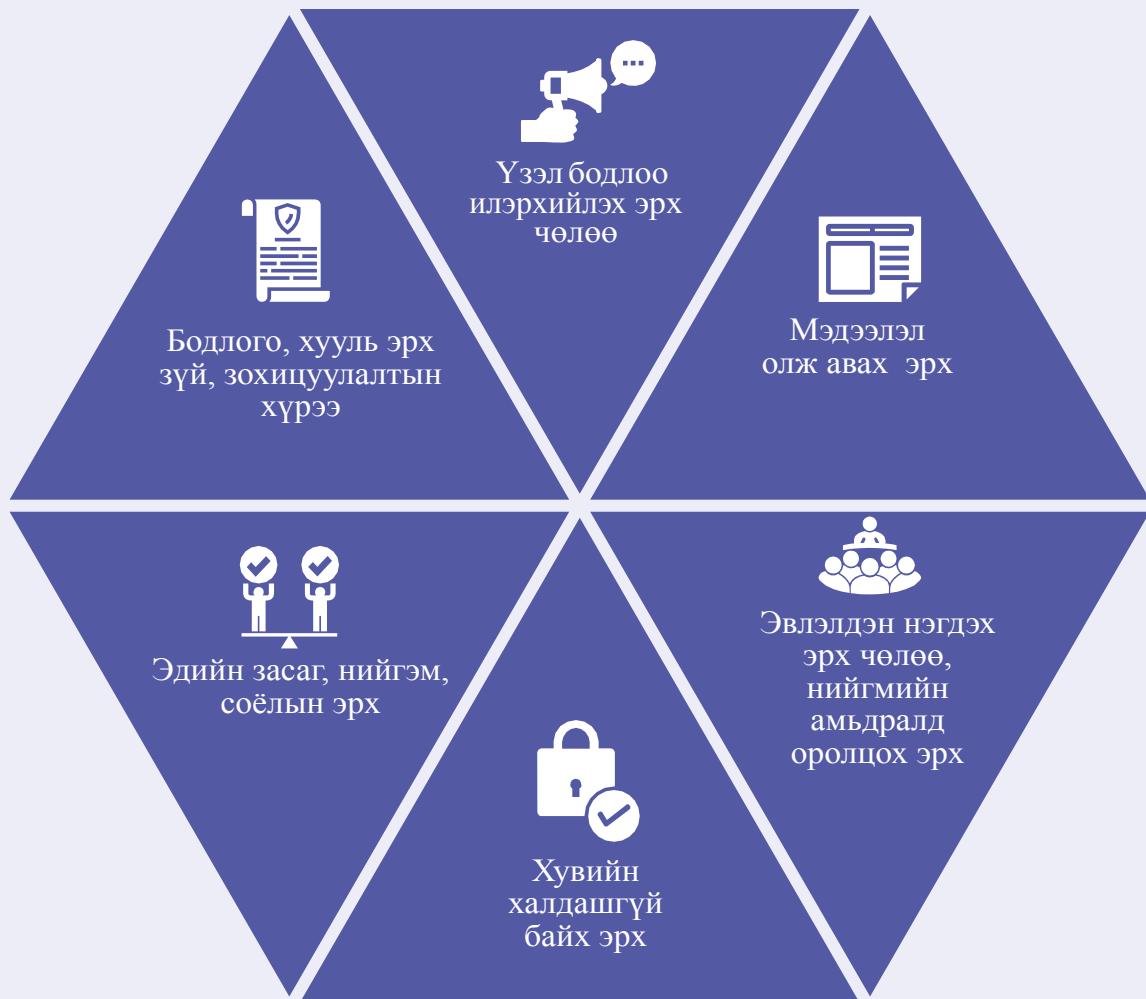 Үзэл бодлоо
илэрхийлэх эрх
чөлөө
Бодлого, хууль эрх
зүй, зохицуулалтын
хүрээ
Мэдээлэл
олж авах эрх
Эдийн засаг, нийгэм,
соёлын эрх
Эвлэлдэн нэгдэх
эрх чөлөө,
нийгмийн
амьдралд
оролцох эрх
Хувийн
халдашгүй
байх эрх